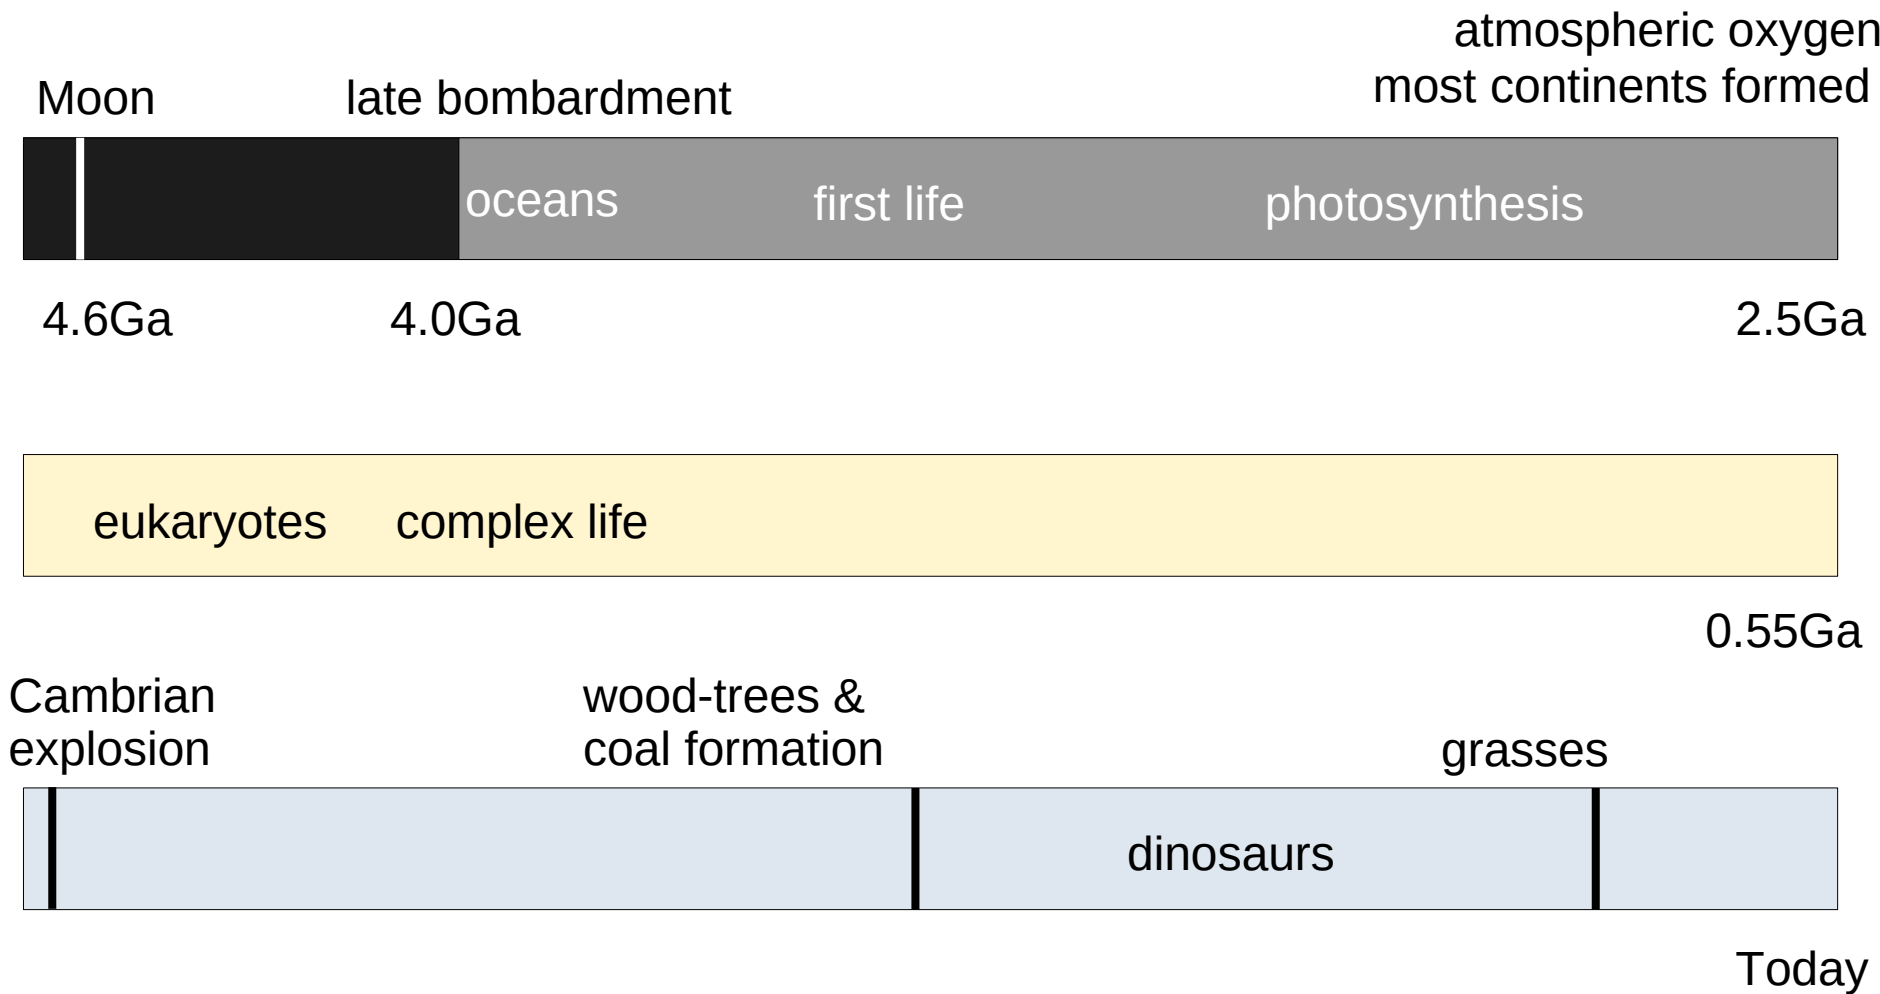 atmospheric oxygen
most continents formed
Moon late bombardment
oceans first life photosynthesis
4.6Ga 4.0Ga 2.5Ga
eukaryotes complex life
0.55Ga
Cambrian
explosion
wood-trees &
coal formation
grasses
dinosaurs
Today